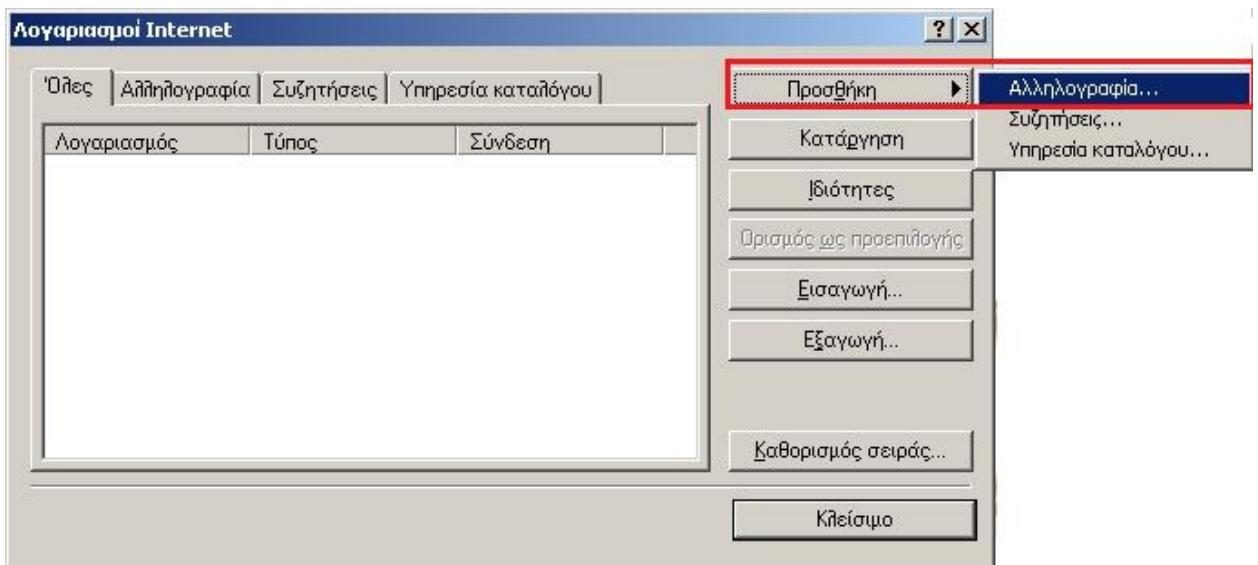 Λογαριασμοί Internet
Όλες Αλληλογραφία Συζητήσεις Υπηρεσία καταλόγου
Λογαριασμός Τύπος Σύνδεση
Προσθήκη
Κατάργηση
Ιδιότητες
Ορισμός ως προεπιλογής
Εισαγωγή...
Εξαγωγή...
Καθορισμός σειράς...
Κλείσιμο
Αλληλογραφία...
Συζητήσεις...
Υπηρεσία καταλόγου...